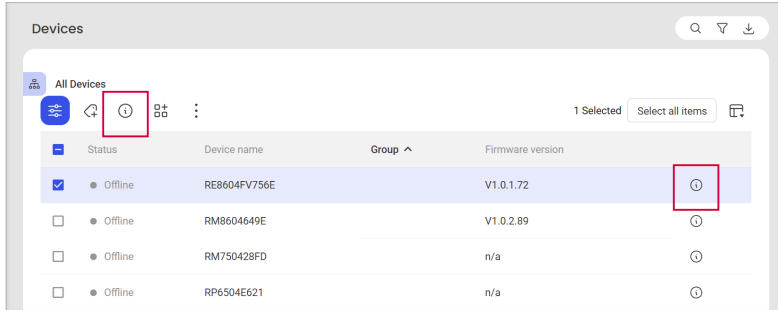 Devices
All Devices
1 Selected Select all items
Status Device name Group Firmware version
Offline RE8604FV756E V1.0.1.72
Offline RM8604649E V1.0.2.89
Offline RM750428FD n/a
Offline RP6504E621 n/a